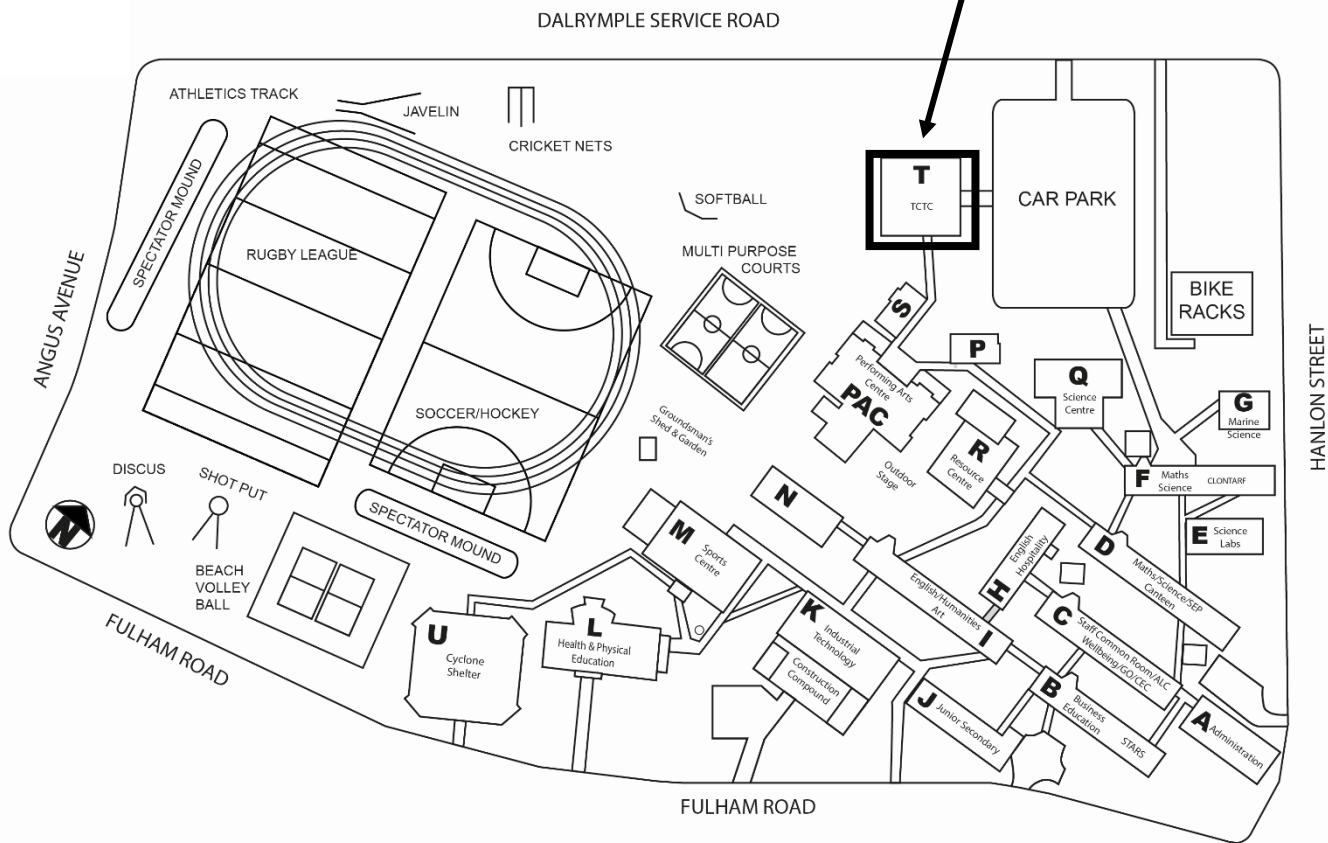 DALRYMPLE SERVICE ROAD
ATHLETICS TRACK
JAVELIN
CRICKET NETS
SPECTATOR MOUND
RUGBY LEAGUE
SOCCER/HOCKEY
SOFTBALL
MULTI PURPOSE
COURTS
T
TCTC
CAR PARK
BIKE
RACKS
ANGUS AVENUE
HANLON STREET
S
P
Performing Arts
Centre
PAC
Q
Science
Centre
G
Marine
Science
Groundsman's
Shed & Garden
Outdoor
Stage
R
Resource
Centre
F
Maths
Science
CLONTARF
E
Science
Labs
DISCUS
SHOT PUT
N
SPECTATOR MOUND
BEACH
VOLLEY
BALL
N
M
Sports
Centre
English
Hospitality
H
D
Maths/Science/SEP
Canteen
English/Humanities
Art
I
C
Staff Common Room/ALC
Wellbeing/GO/CEC
U
Cyclone
Shelter
L
Health & Physical
Education
K
Industrial
Technology
Construction
Compound
J
Junior Secondary
B
Business
Education
STARS
A
Administration
FULHAM ROAD
FULHAM ROAD